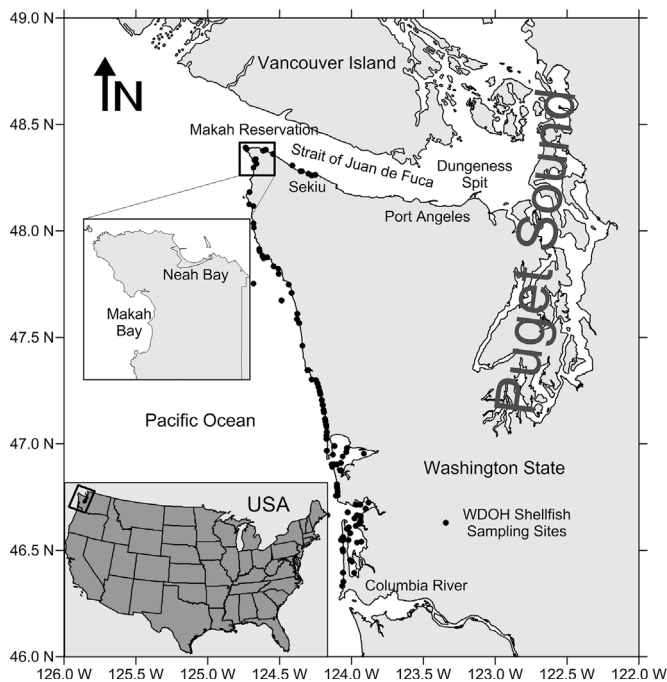 49.0 N
48.5 N
48.0 N
47.5 N
47.0 N
46.5 N
46.0 N
N
Vancouver Island
Makah Reservation
Strait of Juan de Fuca
Dungeness
Spit
Sekiu
Port Angeles
Puget Sound
Neah Bay
Makah
Bay
Pacific Ocean
Washington State
USA
WDOH Shellfish
Sampling Sites
Columbia River
126.0 W 125.5 W 125.0 W 124.5 W 124.0 W 123.5 W 123.0 W 122.5 W 122.0 W